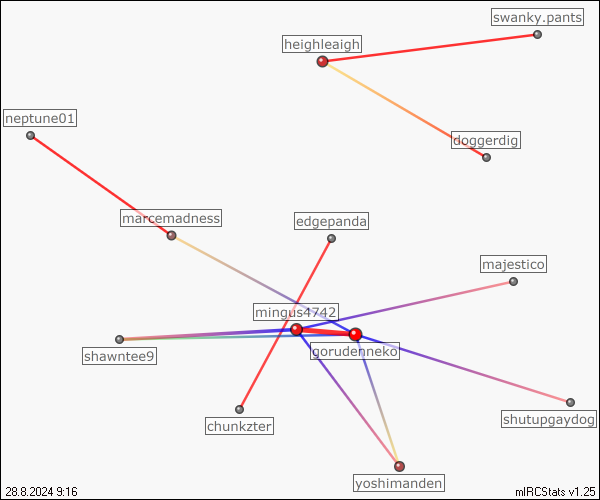 swanky.pants
heighleaigh
neptune01
doggerdig
marcemadness
edgepanda
majestico
mingus4742
gorudenneko
shawntee9
shutupgaydog
chunkzter
yoshimanden
28.8.2024 9:16
mIRCStats v1.25